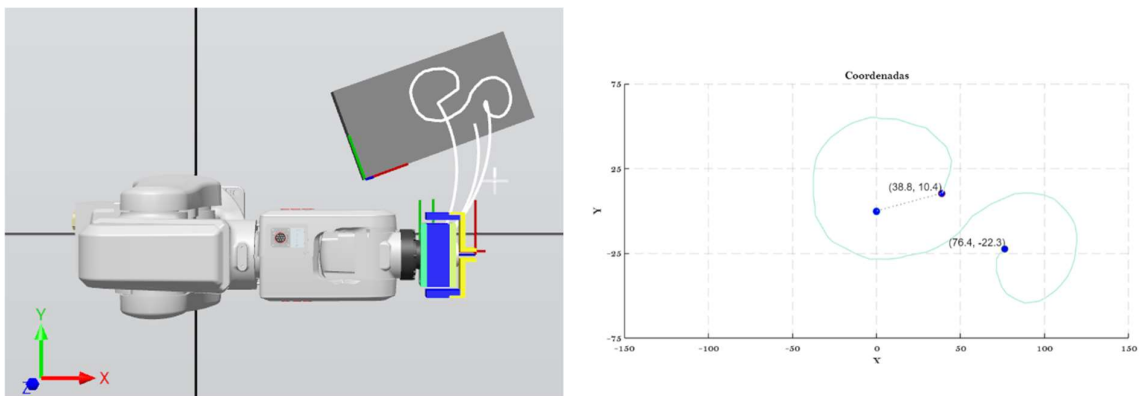 Y
X
Z
Coordenadas
75
25
-25
-75
Y
(38.8, 10.4)
(76.4, -22.3)
-150
-100
-50
0
50
100
150
X